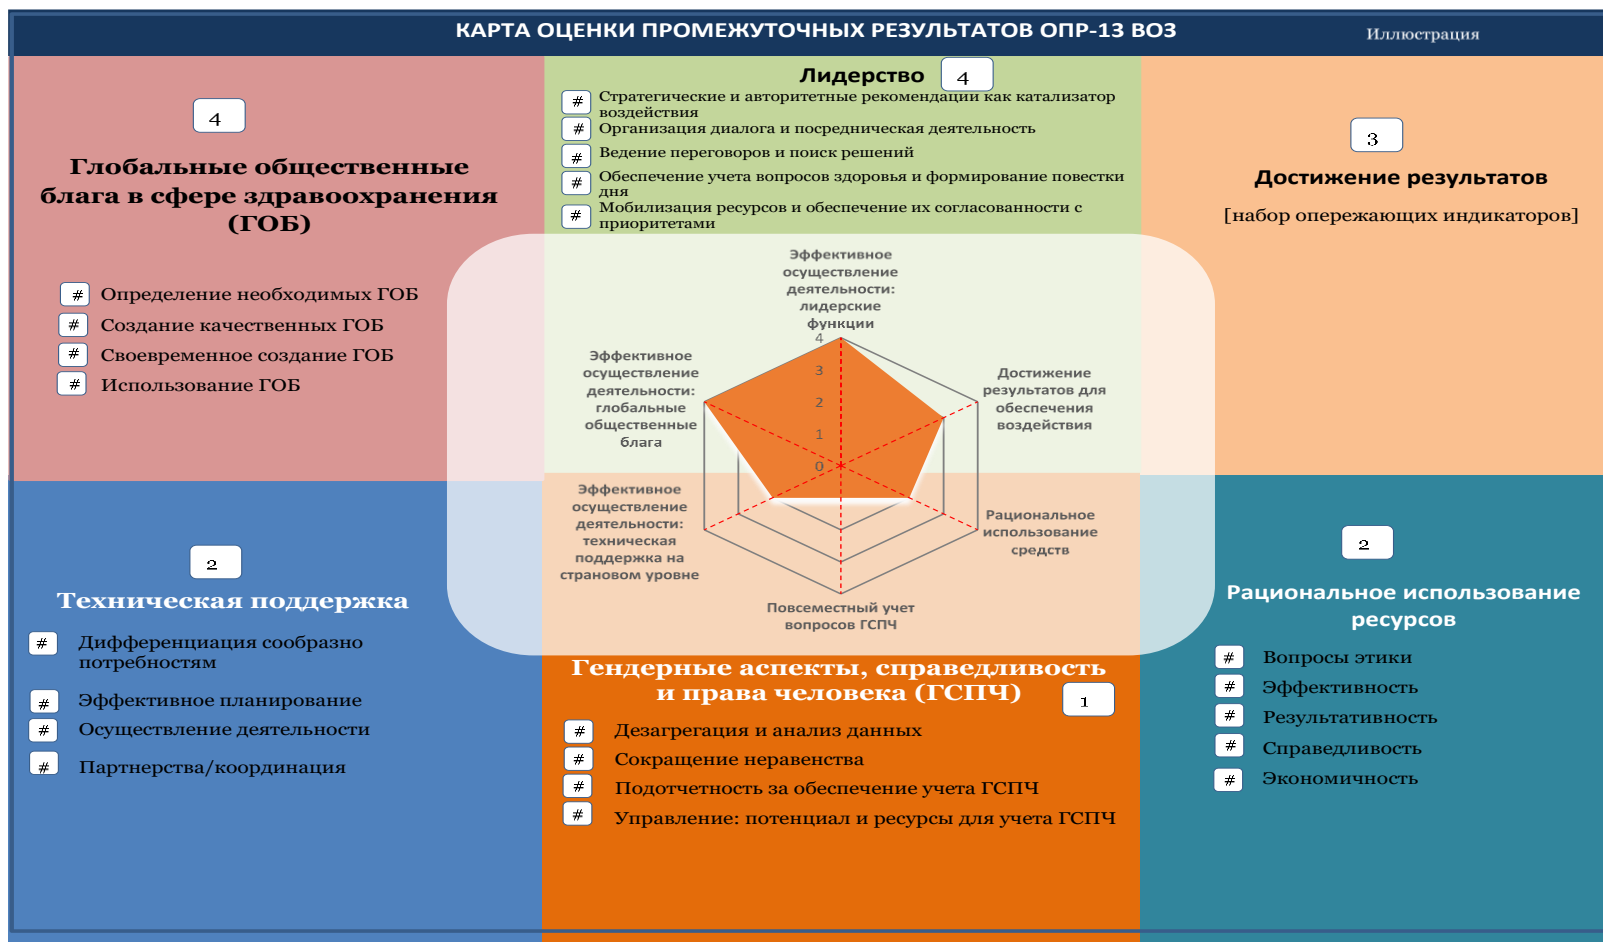 КАРТА ОЦЕНКИ ПРОМЕЖУТОЧНЫХ РЕЗУЛЬТАТОВ ОПР-13 ВОЗ
Иллюстрация
4
Глобальные общественные
блага в сфере здравоохранения
(ГОБ)
# Определение необходимых ГОБ
# Создание качественных ГОБ
# Своевременное создание ГОБ
# Использование ГОБ
Лидерство 4
# Стратегические и авторитетные рекомендации как катализатор
воздействия
# Организация диалога и посредническая деятельность
# Ведение переговоров и поиск решений
# Обеспечение учета вопросов здоровья и формирование повестки
дня
# Мобилизация ресурсов и обеспечение их согласованности с
приоритетами
3
Достижение результатов
[набор опережающих индикаторов]
Эффективное
осуществление
деятельности:
лидерские
функции
4
3
2
1
0
Эффективное
осуществление
деятельности:
глобальные
общественные
блага
Достижение
результатов для
обеспечения
воздействия
Эффективное
осуществление
деятельности:
техническая
поддержка на
страновом уровне
Рациональное
использование
средств
Повсеместный учет
вопросов ГСПЧ
2
Техническая поддержка
# Дифференциация сообразно
потребностям
# Эффективное планирование
# Осуществление деятельности
# Партнерства/координация
Гендерные аспекты, справедливость
и права человека (ГСПЧ) 1
# Дезагрегация и анализ данных
# Сокращение неравенства
# Подотчетность за обеспечение учета ГСПЧ
# Управление: потенциал и ресурсы для учета ГСПЧ
2
Рациональное использование
ресурсов
# Вопросы этики
# Эффективность
# Результативность
# Справедливость
# Экономичность